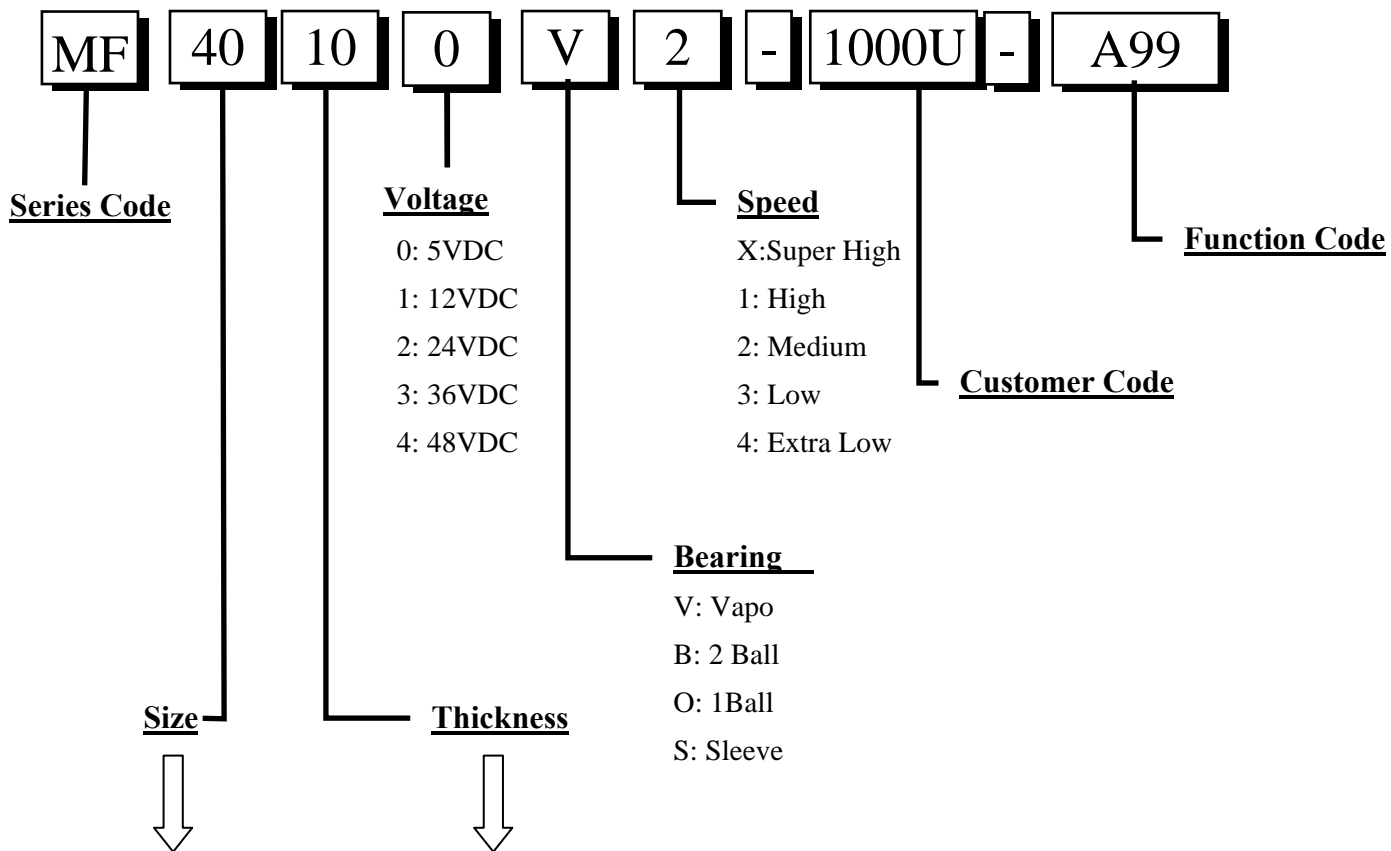 MF 40 10 0 V 2 - 1000U - A99
Series Code
Voltage
0: 5VDC
1: 12VDC
2: 24VDC
3: 36VDC
4: 48VDC
Speed
X:Super High
1: High
2: Medium
3: Low
4: Extra Low
Function Code
Customer Code
Bearing
V: Vapo
B: 2 Ball
O: 1Ball
S: Sleeve
Size
Thickness